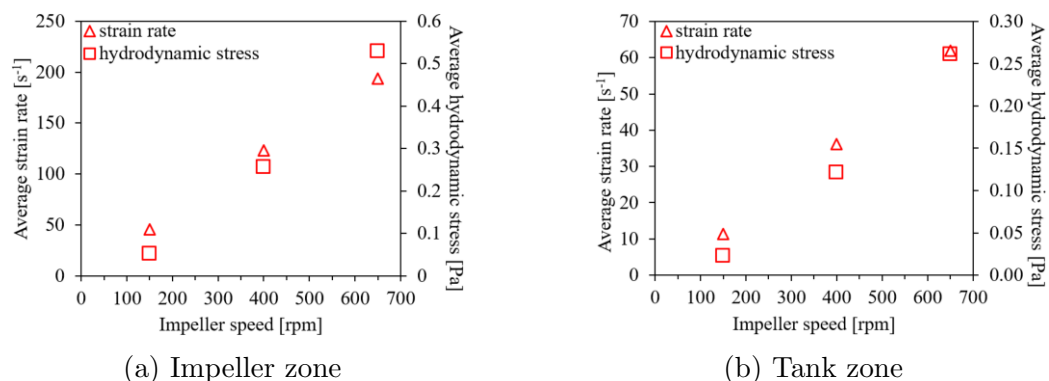 250
200
150
100
50
0
0.6
0.5
0.4
0.3
0.2
0.1
0
strain rate
hydrodynamic stress
Average strain rate [s⁻¹]
Average hydrodynamic stress [Pa]
0 100 200 300 400 500 600 700
Impeller speed [rpm]
(a) Impeller zone
70
60
50
40
30
20
10
0
0.30
0.25
0.20
0.15
0.10
0.05
0.00
strain rate
hydrodynamic stress
Average strain rate [s⁻¹]
Average hydrodynamic stress [Pa]
0 100 200 300 400 500 600 700
Impeller speed [rpm]
(b) Tank zone